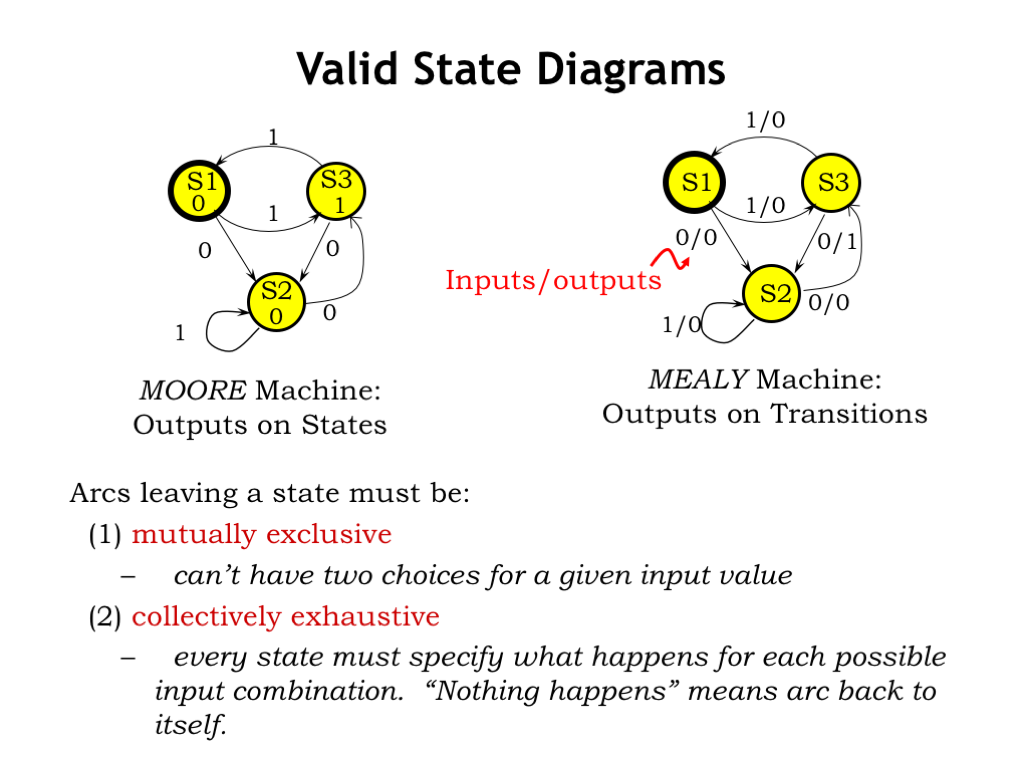 Valid State Diagrams
1
S1
0
S3
1
1
0
0
S2
0
0
1
MOORE Machine:
Outputs on States
1/0
S1
S3
1/0
0/0
0/1
Inputs/outputs
S2
0/0
1/0
MEALY Machine:
Outputs on Transitions
Arcs leaving a state must be:
(1) mutually exclusive
– can’t have two choices for a given input value
(2) collectively exhaustive
– every state must specify what happens for each possible
input combination. “Nothing happens” means arc back to
itself.